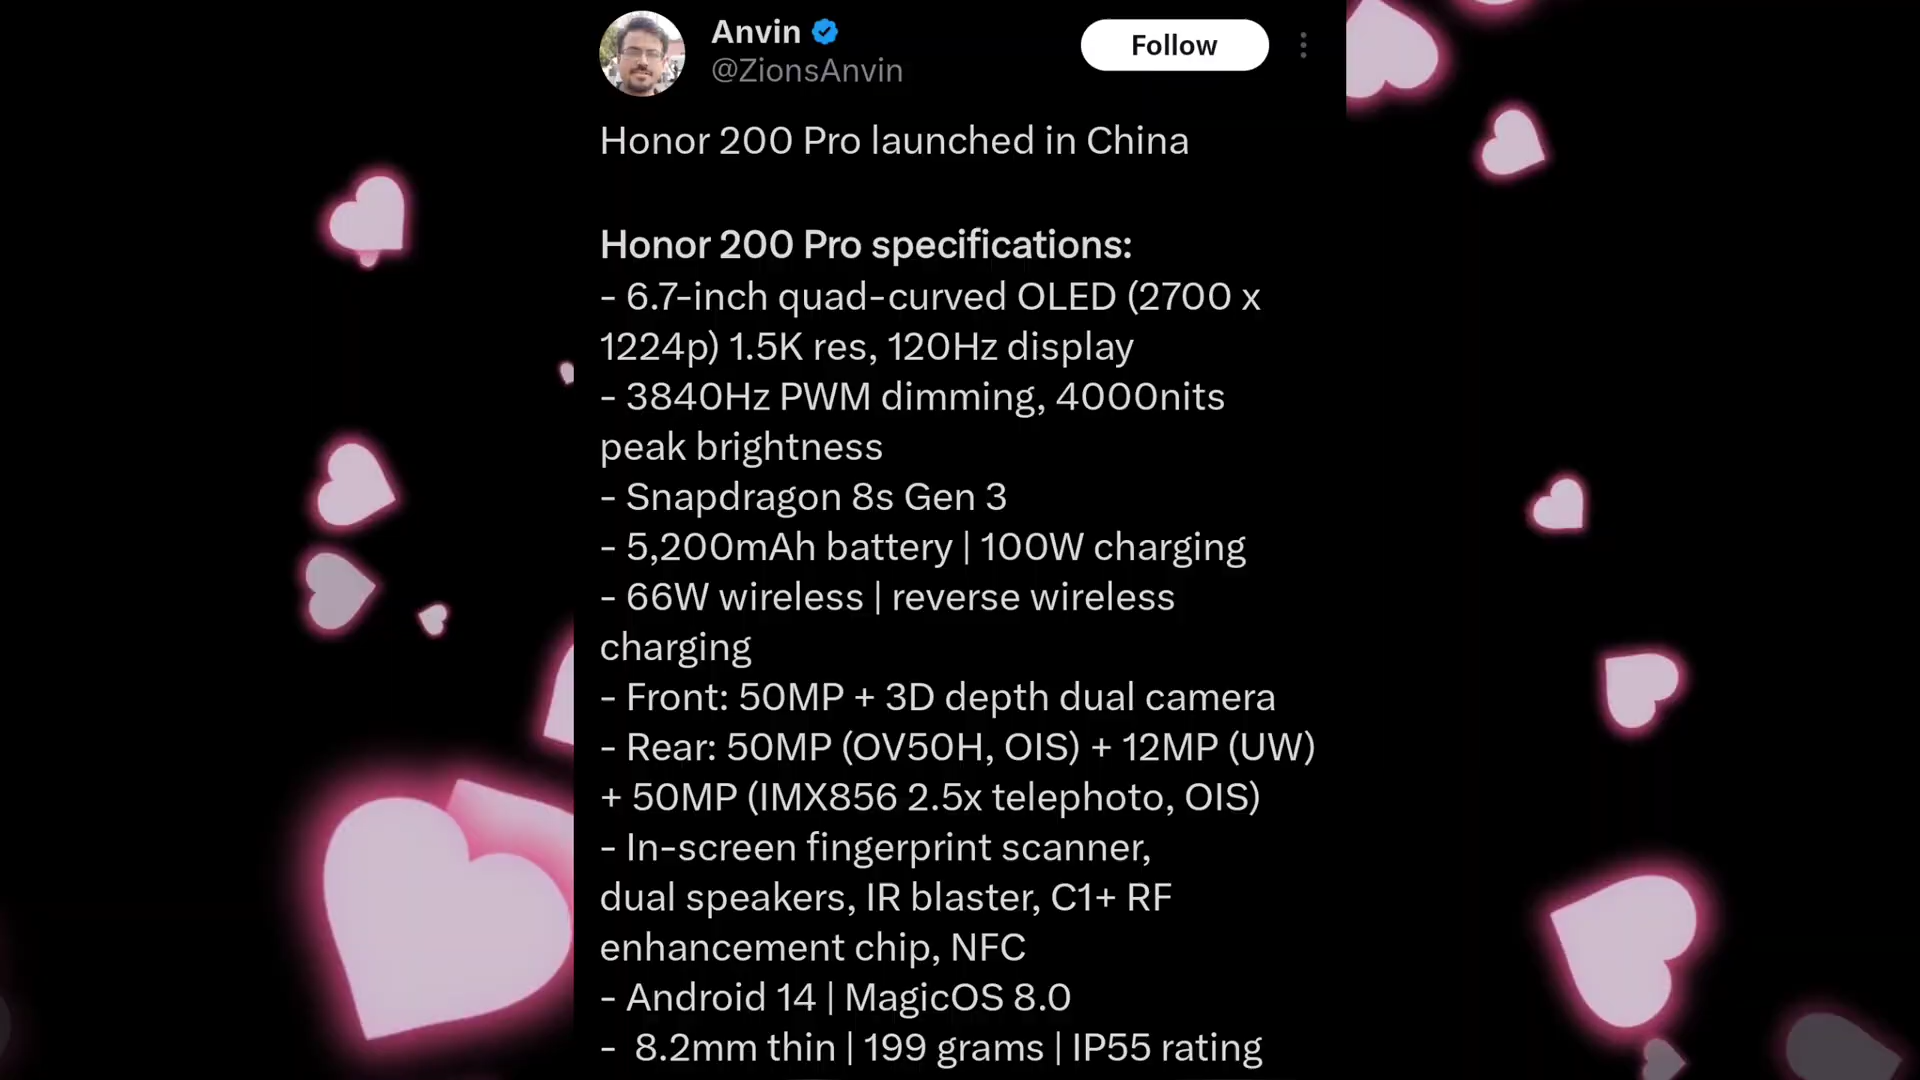 Anvin
@ZionsAnvin
Follow
Honor 200 Pro launched in China
Honor 200 Pro specifications:
- 6.7-inch quad-curved OLED (2700 x
1224p) 1.5K res, 120Hz display
- 3840Hz PWM dimming, 4000nits
peak brightness
- Snapdragon 8s Gen 3
- 5,200mAh battery | 100W charging
- 66W wireless | reverse wireless
charging
- Front: 50MP + 3D depth dual camera
- Rear: 50MP (OV50H, OIS) + 12MP (UW)
+ 50MP (IMX856 2.5x telephoto, OIS)
- In-screen fingerprint scanner,
dual speakers, IR blaster, C1+ RF
enhancement chip, NFC
- Android 14 | MagicOS 8.0
- 8.2mm thin | 199 grams | IP55 rating